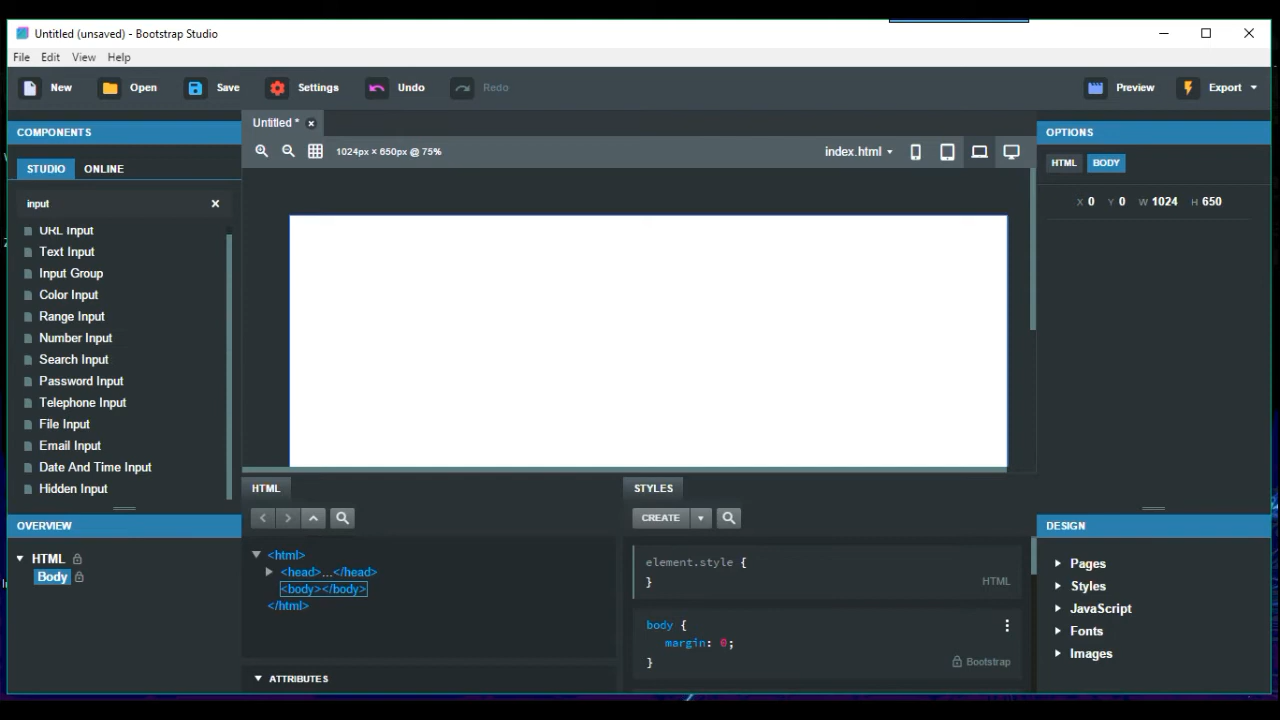 Untitled (unsaved) - Bootstrap Studio
File Edit View Help
New Open Save Settings Undo Redo Preview Export
COMPONENTS
STUDIO ONLINE
input
URL Input
Text Input
Input Group
Color Input
Range Input
Number Input
Search Input
Password Input
Telephone Input
File Input
Email Input
Date And Time Input
Hidden Input
OVERVIEW
HTML
Body
Untitled *
1024px × 650px @ 75%
index.html
HTML
<html>
<head>...</head>
<body></body>
</html>
ATTRIBUTES
STYLES
CREATE
element.style {
}
HTML
body {
margin: 0;
}
Bootstrap
OPTIONS
HTML BODY
X 0 Y 0 W 1024 H 650
DESIGN
Pages
Styles
JavaScript
Fonts
Images